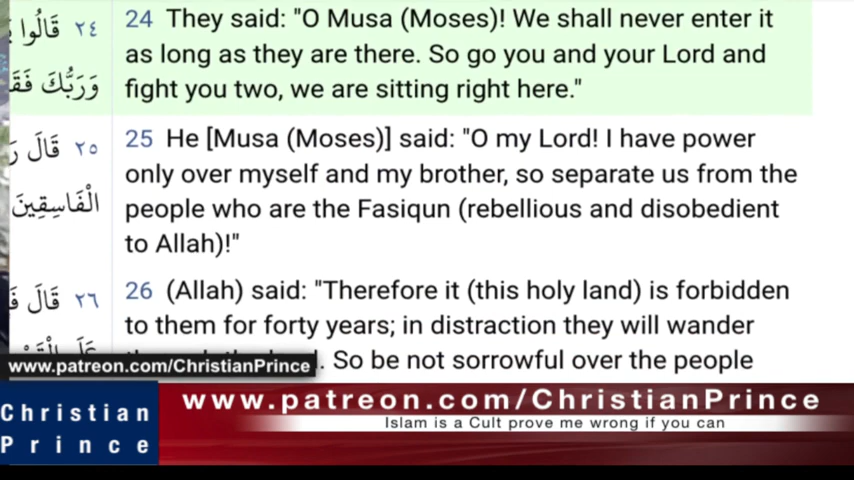 ٢٤ قَالُوا
24 They said: "O Musa (Moses)! We shall never enter it
as long as they are there. So go you and your Lord and
وَرَبُّكَ
fight you two, we are sitting right here."
٢٥ قَالَ
25 He [Musa (Moses)] said: "O my Lord! I have power
only over myself and my brother, so separate us from the
الْفَاسِقِينَ
people who are the Fasiqun (rebellious and disobedient
to Allah)!"
٢٦ قَالَ
26 (Allah) said: "Therefore it (this holy land) is forbidden
to them for forty years; in distraction they will wander
. So be not sorrowful over the people
www.patreon.com/ChristianPrince
Christian
Prince
www.patreon.com/ChristianPrince
Islam is a Cult prove me wrong if you can